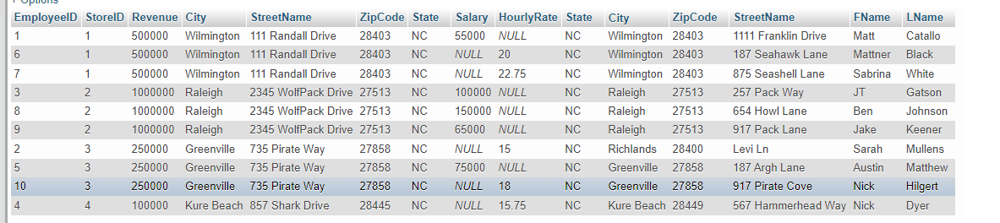 Options
EmployeeID StoreID Revenue City StreetName ZipCode State Salary HourlyRate State City ZipCode StreetName FName LName
1 1 500000 Wilmington 111 Randall Drive 28403 NC 55000 NULL NC Wilmington 28403 1111 Franklin Drive Matt Catallo
6 1 500000 Wilmington 111 Randall Drive 28403 NC NULL 20 NC Wilmington 28403 187 Seahawk Lane Mattner Black
7 1 500000 Wilmington 111 Randall Drive 28403 NC NULL 22.75 NC Wilmington 28403 875 Seashell Lane Sabrina White
3 2 1000000 Raleigh 2345 WolfPack Drive 27513 NC 100000 NULL NC Raleigh 27513 257 Pack Way JT Gatson
8 2 1000000 Raleigh 2345 WolfPack Drive 27513 NC 150000 NULL NC Raleigh 27513 654 Howl Lane Ben Johnson
9 2 1000000 Raleigh 2345 WolfPack Drive 27513 NC 65000 NULL NC Raleigh 27513 917 Pack Lane Jake Keener
2 3 250000 Greenville 735 Pirate Way 27858 NC NULL 15 NC Richlands 28400 Levi Ln Sarah Mullens
5 3 250000 Greenville 735 Pirate Way 27858 NC 75000 NULL NC Greenville 27858 187 Argh Lane Austin Matthew
10 3 250000 Greenville 735 Pirate Way 27858 NC NULL 18 NC Greenville 27858 917 Pirate Cove Nick Hilgert
4 4 100000 Kure Beach 857 Shark Drive 28445 NC NULL 15.75 NC Kure Beach 28449 567 Hammerhead Way Nick Dyer